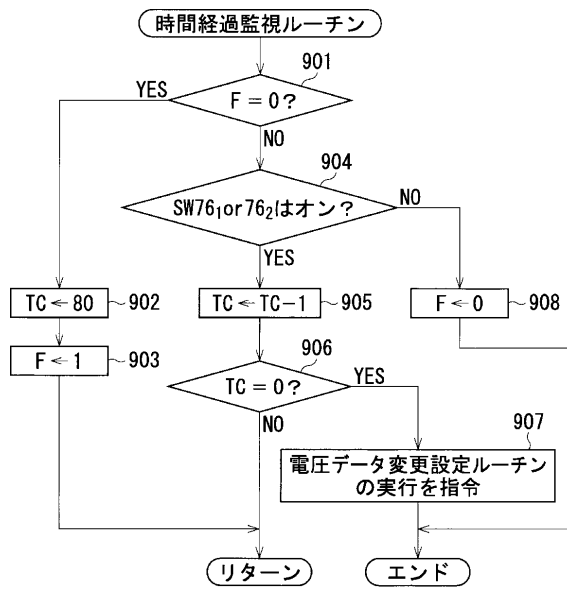 時間経過監視ルーチン
901
YES
F=0?
NO
904
SW76₁or76₂はオン?
NO
YES
TC←80
902
TC←TC-1
905
F←0
908
F←1
903
906
TC=0?
YES
NO
907
電圧データ変更設定ルーチン
の実行を指令
リターン
エンド